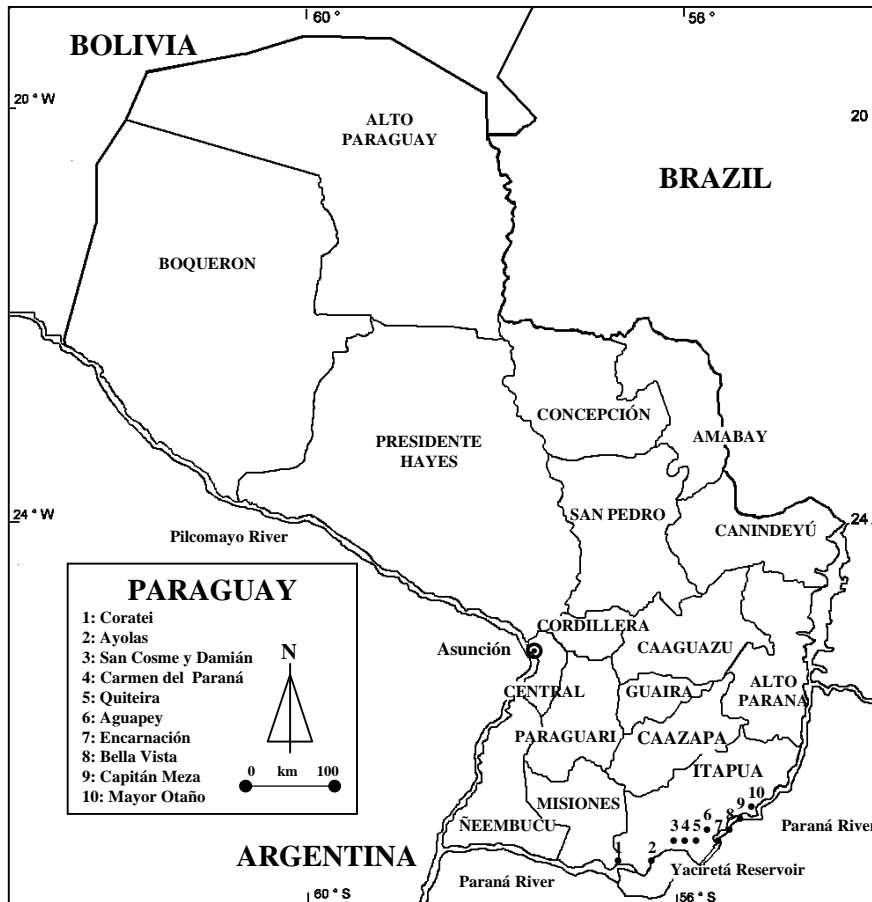 60 °
56 °
BOLIVIA
20 ° W
20
ALTO
PARAGUAY
BRAZIL
BOQUERON
CONCEPCIÓN
AMABAY
PRESIDENTE
HAYES
SAN PEDRO
24 ° W
24
CANINDEYÚ
Pilcomayo River
PARAGUAY
1: Coratei
2: Ayolas
3: San Cosme y Damián
4: Carmen del Paraná
5: Quiteira
6: Aguapey
7: Encarnación
8: Bella Vista
9: Capitán Meza
10: Mayor Otaño
N
0 km 100
CORDILLERA
Asunción
CAAGUAZU
ALTO
PARANA
CENTRAL
GUAIRA
PARAGUARI
CAAZAPA
ITAPUA
MISIONES
ÑEEMBUCU
10
9
8
7
6
3 4 5
1
2
Paraná River
ARGENTINA
Yaciretá Reservoir
Paraná River
60 ° S
56 ° S